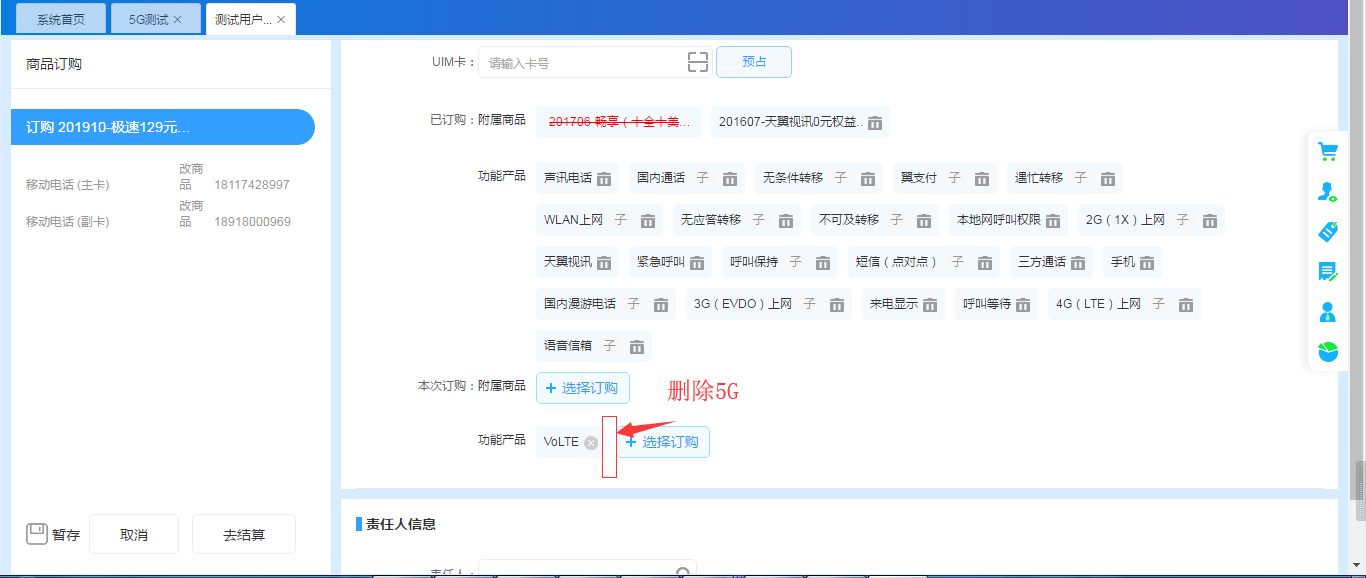 系统首页 5G测试 × 测试用户... ×
商品订购
订购 201910-极速129元...
移动电话 (主卡) 改商品 18117428997
移动电话 (副卡) 改商品 18918000969
暂存 取消 去结算
UIM卡： 请输入卡号 预占
已订购： 附属商品 201706-畅享（十全十美... 201607-天翼视讯0元权益..
功能产品 声讯电话 国内通话 子 无条件转移 子 翼支付 子 遇忙转移 子
WLAN上网 子 无应答转移 子 不可及转移 子 本地网呼叫权限 2G（1X）上网 子
天翼视讯 紧急呼叫 呼叫保持 子 短信（点对点） 子 三方通话 手机
国内漫游电话 子 3G（EVDO）上网 子 来电显示 呼叫等待 4G（LTE）上网 子
语音信箱 子
本次订购： 附属商品 + 选择订购 删除5G
功能产品 VoLTE + 选择订购
责任人信息
责任人：